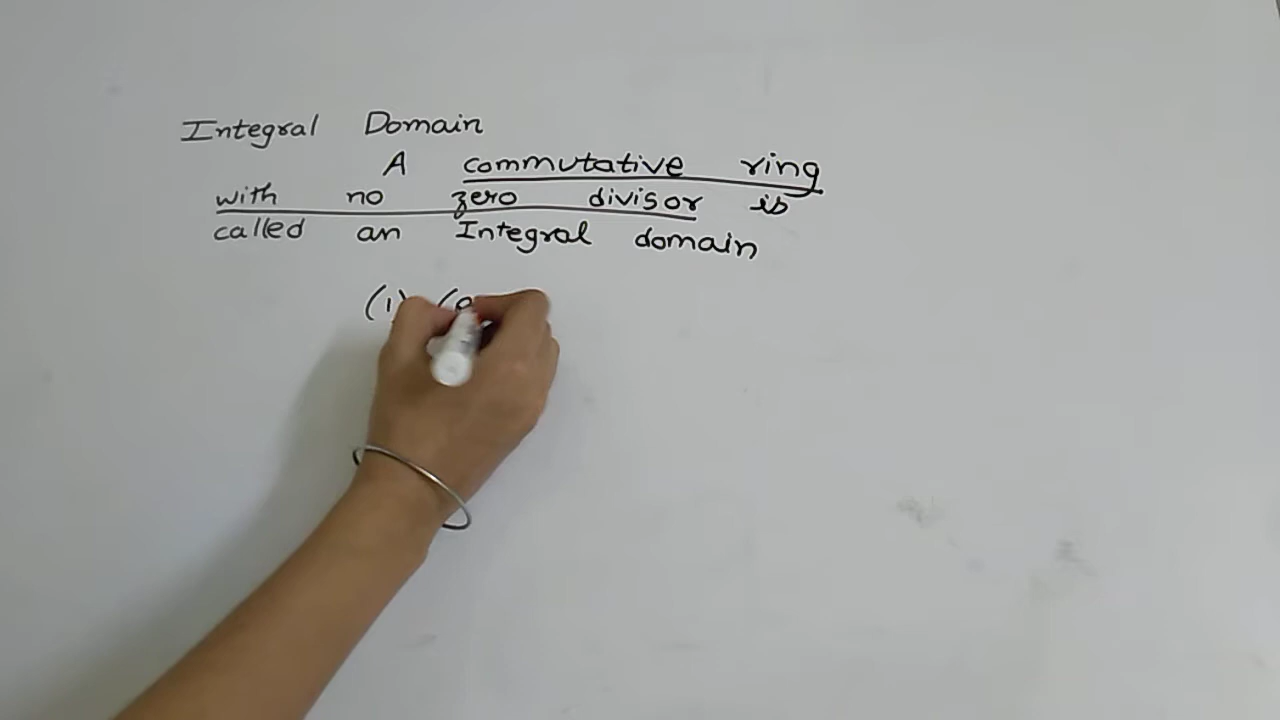 Integral Domain
A commutative ring
with no zero divisor is
called an Integral domain
(1)